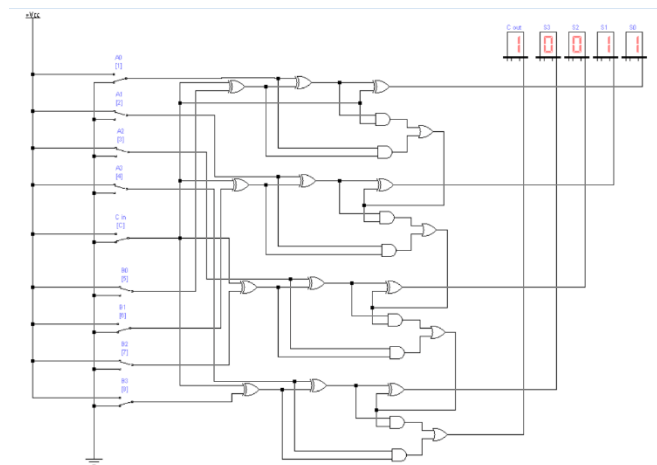 +Vcc
C out S3 S2 S1 S0
1 0 0 1 1
A0
[1]
A1
[2]
A2
[3]
A3
[4]
C in
[C]
B0
[5]
B1
[6]
B2
[7]
B3
[8]